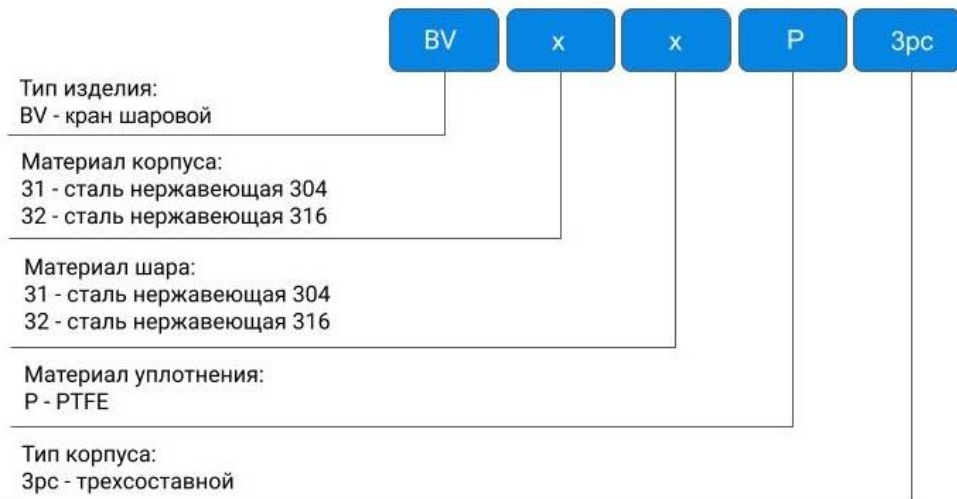 BV x x P 3pc
Тип изделия:
BV - кран шаровой
Материал корпуса:
31 - сталь нержавеющая 304
32 - сталь нержавеющая 316
Материал шара:
31 - сталь нержавеющая 304
32 - сталь нержавеющая 316
Материал уплотнения:
P - PTFE
Тип корпуса:
3pc - трехсоставной